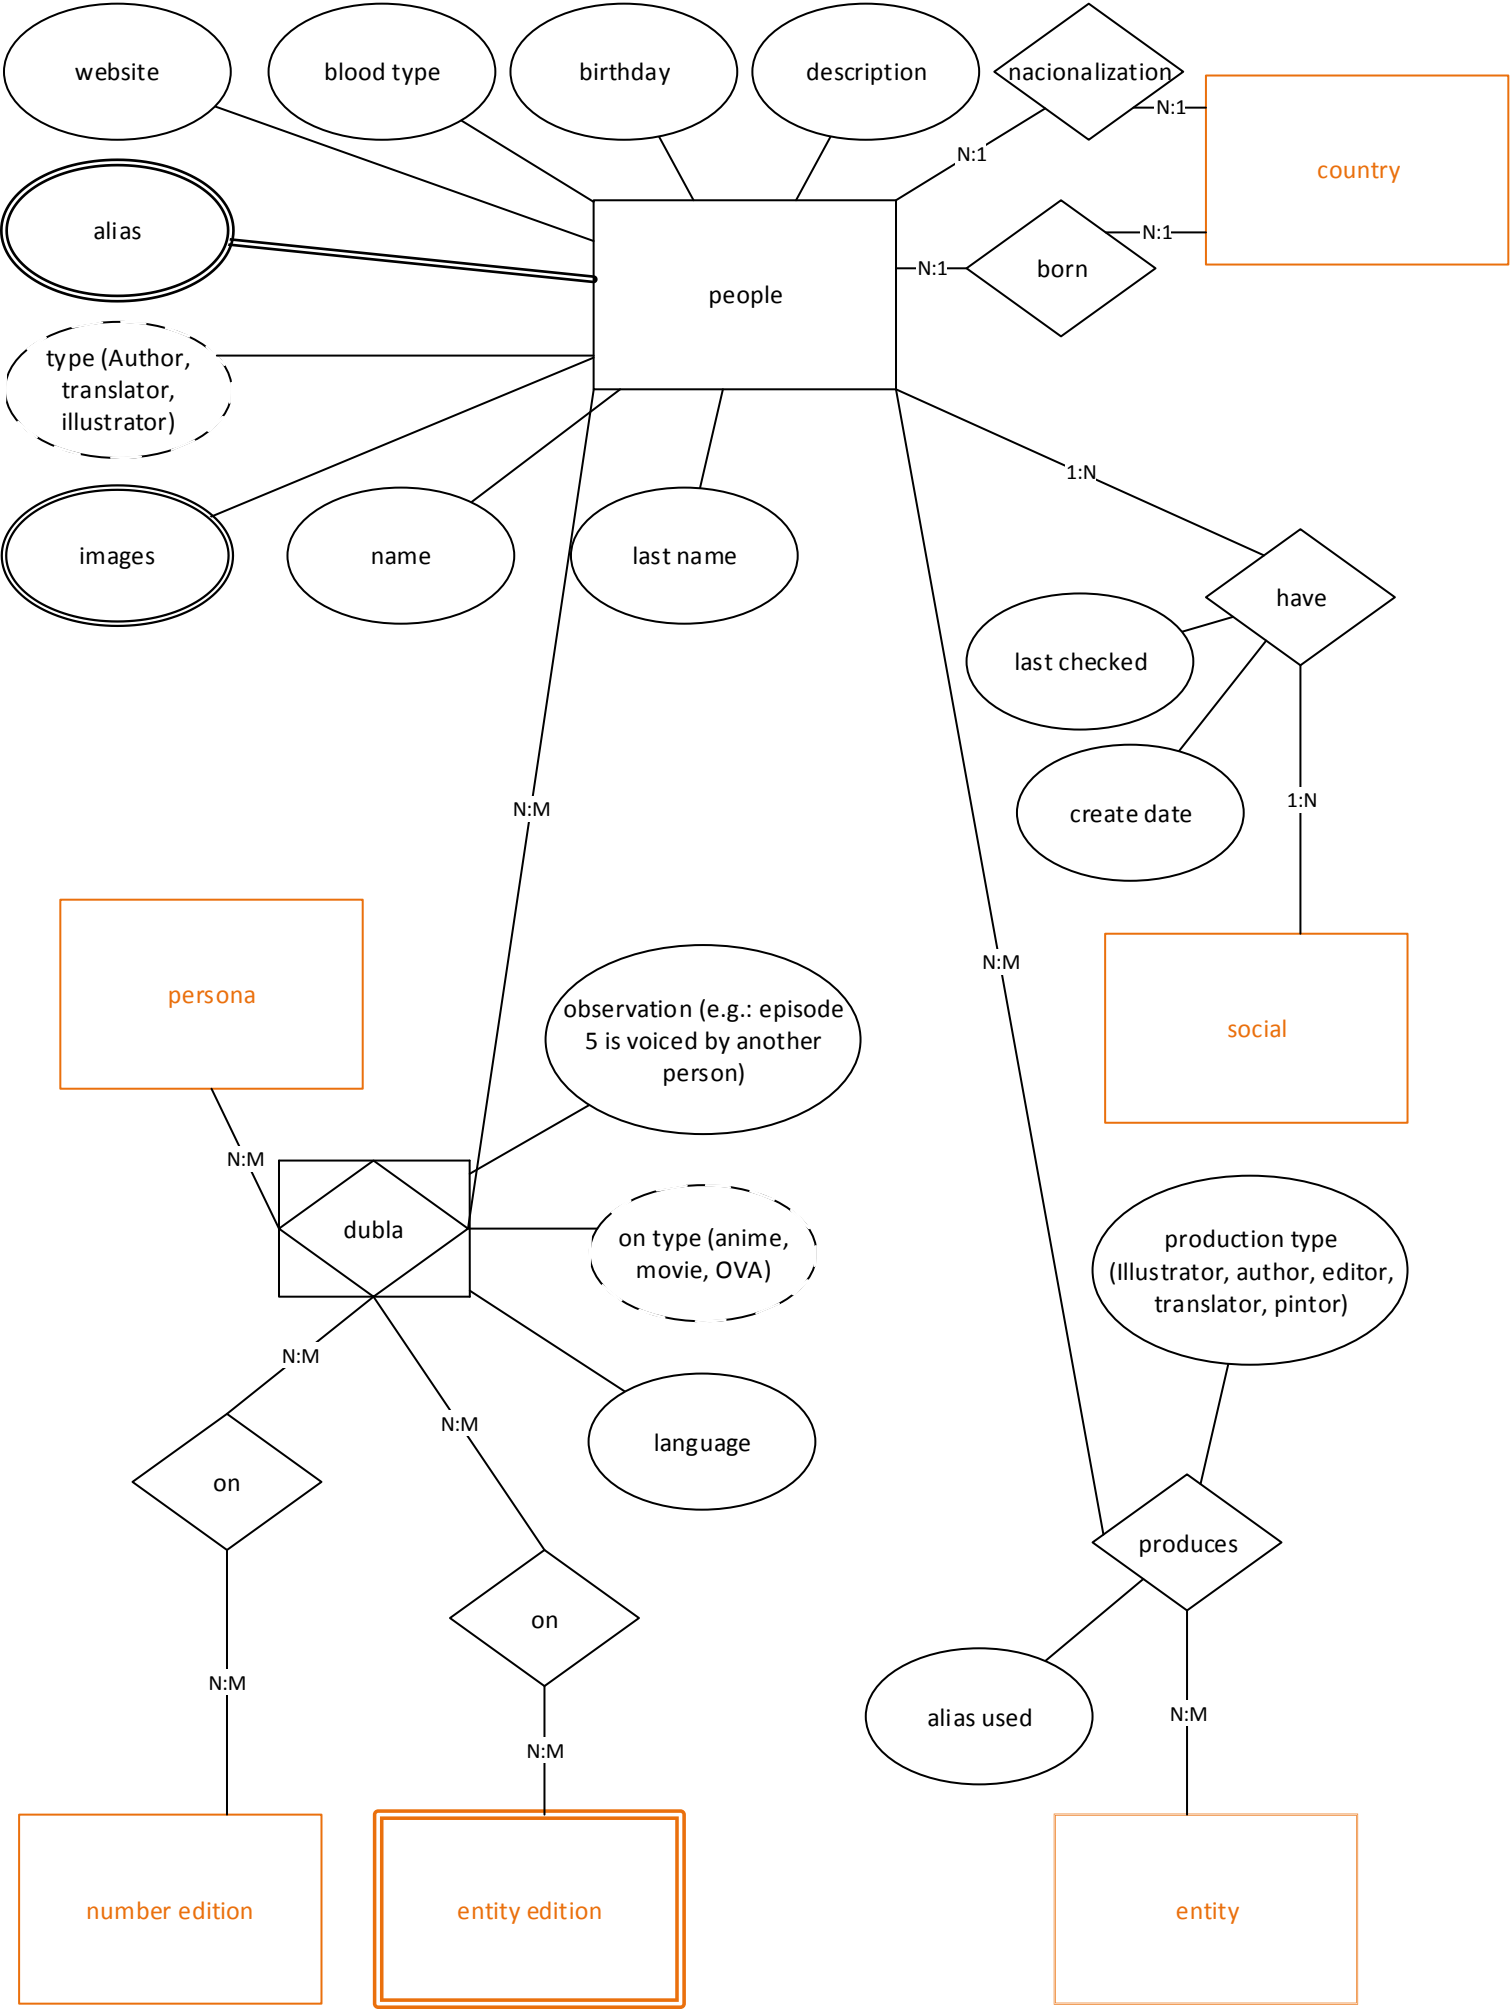 website
blood type
birthday
description
nacionalization
N:1
country
N:1
alias
N:1
N:1
born
people
type (Author,
translator,
illustrator)
1:N
images
name
last name
have
last checked
create date
1:N
N:M
N:M
persona
observation (e.g.: episode
5 is voiced by another
person)
social
N:M
dubla
on type (anime,
movie, OVA)
production type
(Illustrator, author, editor,
translator, pintor)
N:M
N:M
language
on
produces
on
N:M
alias used
N:M
N:M
number edition
entity edition
entity